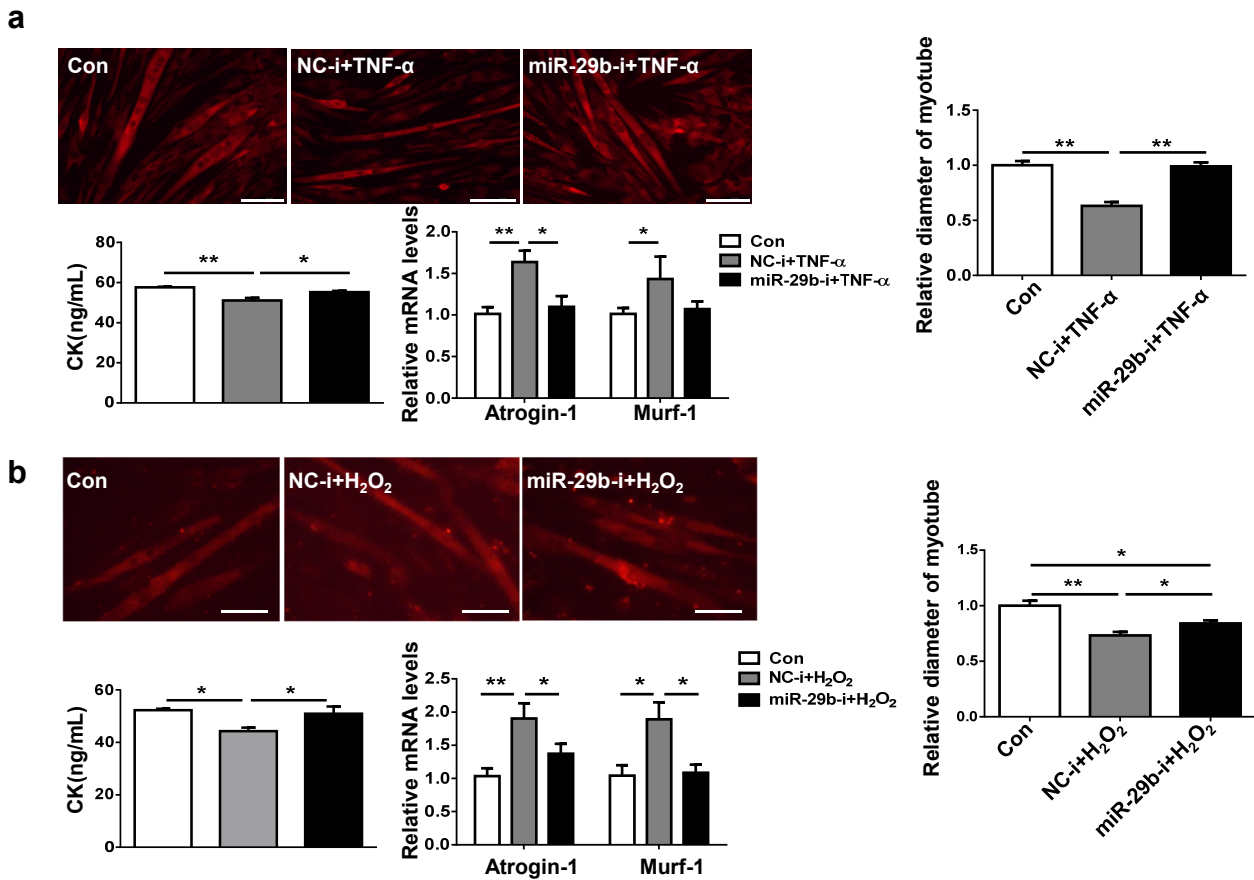 a
Con
NC-i+TNF-α
miR-29b-i+TNF-α
CK(ng/mL)
80
60
40
20
0
**
*
Relative mRNA levels
2.0
1.5
1.0
0.5
0.0
**
*
*
Atrogin-1
Murf-1
Con
NC-i+TNF-α
miR-29b-i+TNF-α
Relative diameter of myotube
1.5
1.0
0.5
0.0
**
**
Con
NC-i+TNF-α
miR-29b-i+TNF-α
b
Con
NC-i+H₂O₂
miR-29b-i+H₂O₂
CK(ng/mL)
60
40
20
0
*
*
Relative mRNA levels
2.5
2.0
1.5
1.0
0.5
0.0
**
*
*
*
Atrogin-1
Murf-1
Con
NC-i+H₂O₂
miR-29b-i+H₂O₂
Relative diameter of myotube
1.5
1.0
0.5
0.0
*
**
*
Con
NC-i+H₂O₂
miR-29b-i+H₂O₂